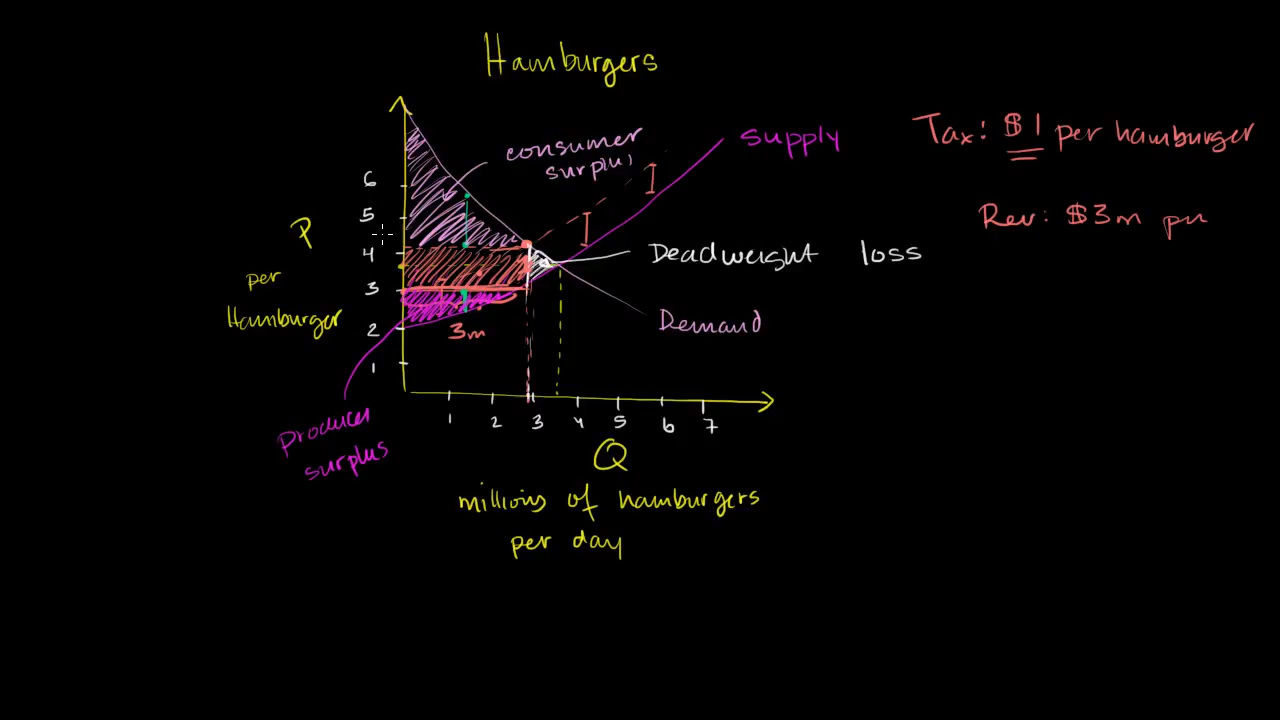 Hamburgers
Tax: $1 per hamburger
Rev: $3m per
consumer
surplus
supply
Deadweight loss
Demand
P
per
Hamburger
6
5
4
3
2
1
3m
Producer
surplus
1 2 3 4 5 6 7
Q
millions of hamburgers
per day